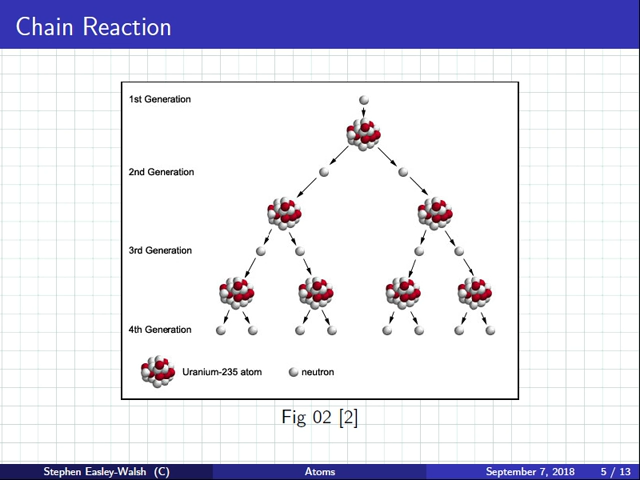 Chain Reaction
1st Generation
2nd Generation
3rd Generation
4th Generation
Uranium-235 atom
neutron
Fig 02 [2]
Stephen Easley-Walsh (C)
Atoms
September 7, 2018
5 / 13